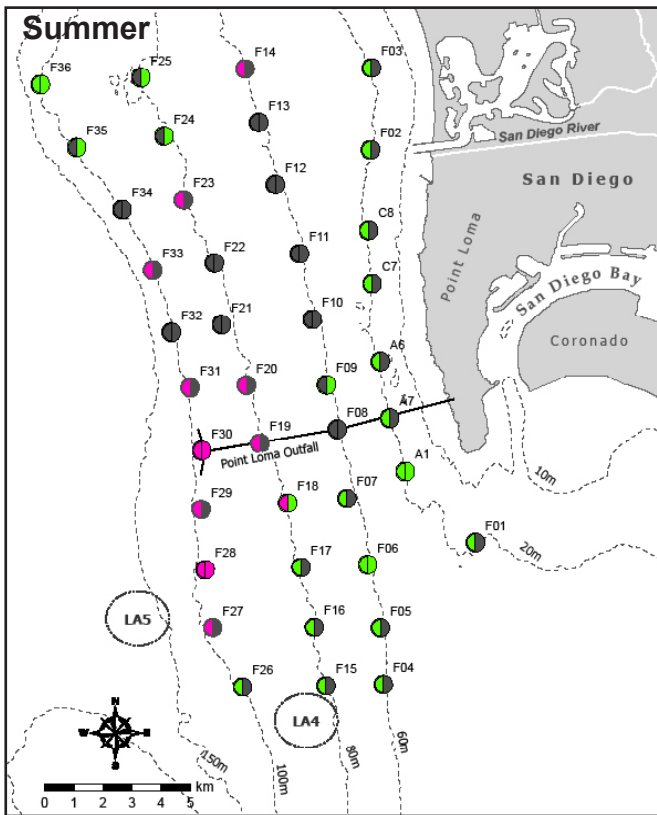 Summer
F36
F25
F14
F03
F35
F24
F13
F02
San Diego River
F34
F23
F12
San Diego
F33
F22
F11
C8
Point Loma
San Diego Bay
F32
F21
F10
C7
Coronado
F31
F20
F09
A6
F30
F19
F08
A7
Point Loma Outfall
F29
F18
F07
A1
10m
F28
F17
F06
F01
20m
LA5
F27
F16
F05
F26
F15
F04
LA4
N
W
E
S
150m
100m
80m
60m
km
0 1 2 3 4 5